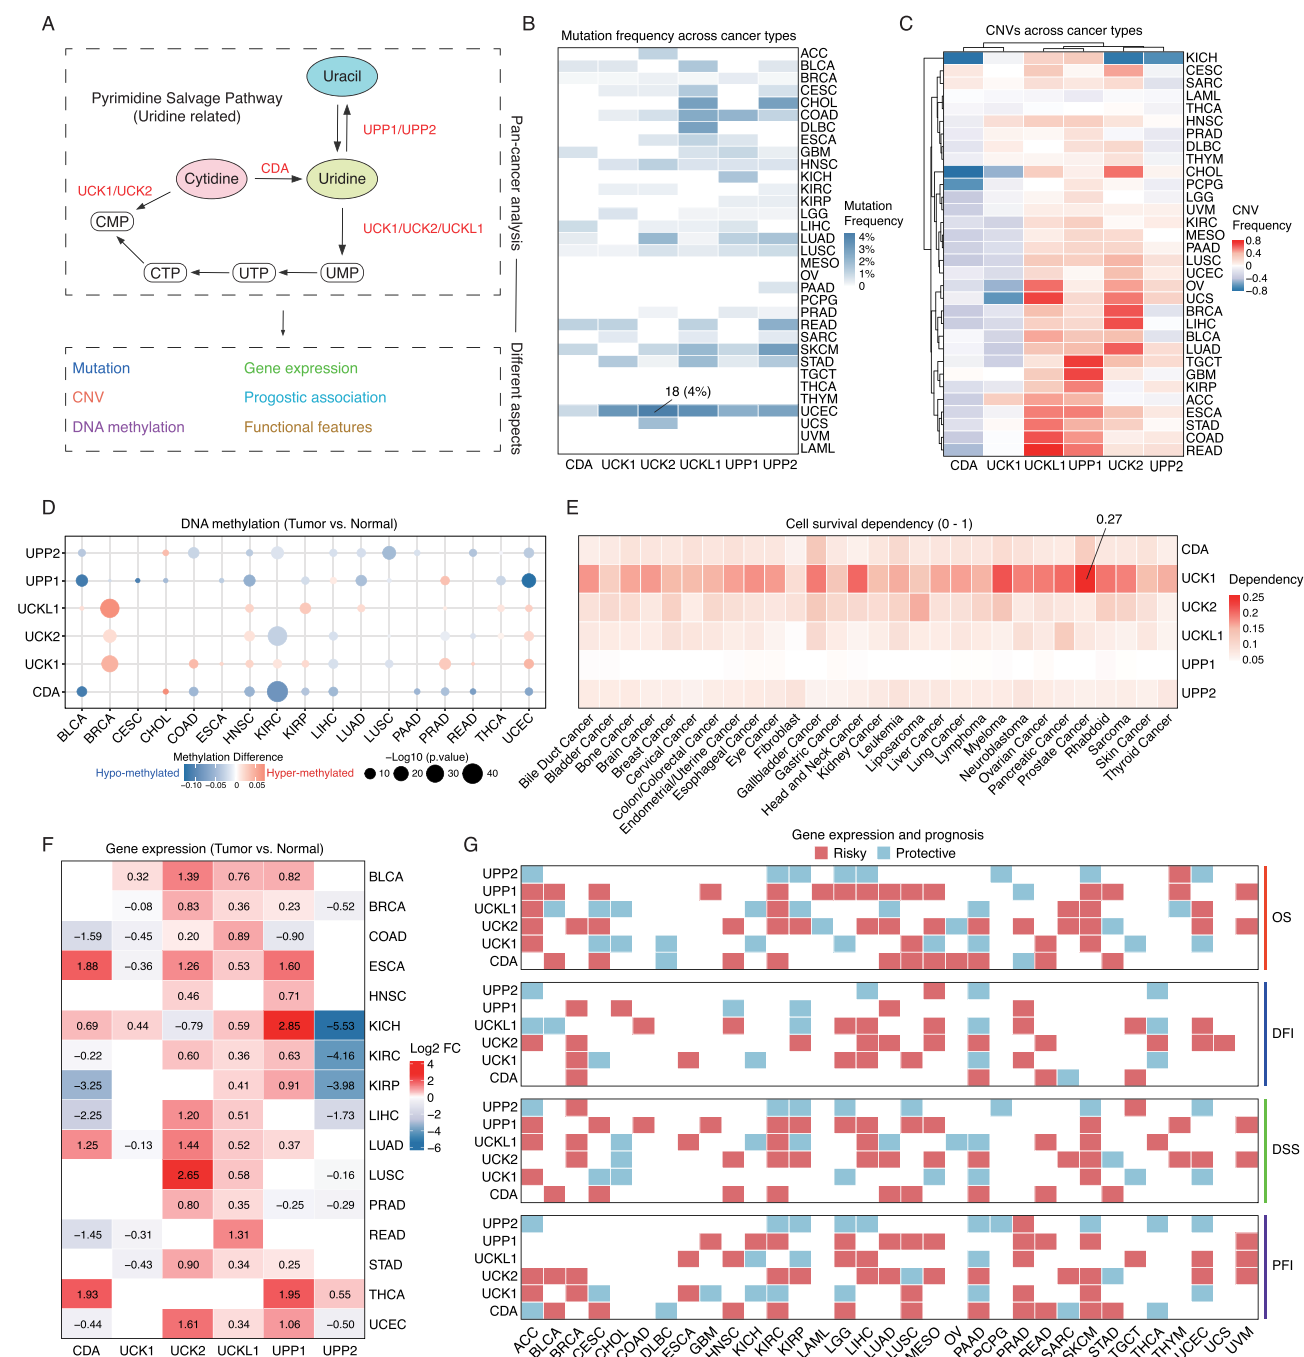 A
Pyrimidine Salvage Pathway
(Uridine related)
Uracil
UPP1/UPP2
Cytidine
CDA
Uridine
UCK1/UCK2
CMP
UCK1/UCK2/UCKL1
CTP
UTP
UMP
Mutation
Gene expression
CNV
Progostic association
DNA methylation
Functional features
Pan-cancer analysis
Different aspects
B
Mutation frequency across cancer types
ACC
BLCA
BRCA
CESC
CHOL
COAD
DLBC
ESCA
GBM
HNSC
KICH
KIRC
KIRP
LGG
LIHC
LUAD
LUSC
MESO
OV
PAAD
PCPG
PRAD
READ
SARC
SKCM
STAD
TGCT
THCA
THYM
UCEC
UCS
UVM
LAML
18 (4%)
CDA UCK1 UCK2 UCKL1 UPP1 UPP2
Mutation
Frequency
4%
3%
2%
1%
0
C
CNVs across cancer types
KICH
CESC
SARC
LAML
THCA
HNSC
PRAD
DLBC
THYM
CHOL
PCPG
LGG
UVM
KIRC
MESO
PAAD
LUSC
UCEC
OV
UCS
BRCA
LIHC
BLCA
LUAD
TGCT
GBM
KIRP
ACC
ESCA
STAD
COAD
READ
CDA UCK1 UCKL1 UPP1 UCK2 UPP2
CNV
Frequency
0.8
0.4
0
−0.4
−0.8
D
DNA methylation (Tumor vs. Normal)
UPP2
UPP1
UCKL1
UCK2
UCK1
CDA
BLCA BRCA CESC CHOL COAD ESCA HNSC KIRC KIRP LIHC LUAD LUSC PAAD PRAD READ THCA UCEC
Methylation Difference
Hypo-methylated
Hyper-methylated
−0.10 −0.05 0 0.05
−Log10 (p.value)
10 20 30 40
E
Cell survival dependency (0 - 1)
0.27
CDA
UCK1
UCK2
UCKL1
UPP1
UPP2
Dependency
0.25
0.2
0.15
0.1
0.05
Bile Duct Cancer
Bladder Cancer
Bone Cancer
Brain Cancer
Breast Cancer
Cervical Cancer
Colon/Colorectal Cancer
Endometrial/Uterine Cancer
Esophageal Cancer
Eye Cancer
Fibroblast
Gallbladder Cancer
Gastric Cancer
Head and Neck Cancer
Kidney Cancer
Leukemia
Liposarcoma
Liver Cancer
Lung Cancer
Lymphoma
Myeloma
Neuroblastoma
Ovarian Cancer
Pancreatic Cancer
Prostate Cancer
Rhabdoid
Sarcoma
Skin Cancer
Thyroid Cancer
F
Gene expression (Tumor vs. Normal)
0.32 1.39 0.76 0.82 BLCA
−0.08 0.83 0.36 0.23 −0.52 BRCA
−1.59 −0.45 0.20 0.89 −0.90 COAD
1.88 −0.36 1.26 0.53 1.60 ESCA
0.46 0.71 HNSC
0.69 0.44 −0.79 0.59 2.85 −5.53 KICH
−0.22 0.60 0.36 0.63 −4.16 KIRC
−3.25 0.41 0.91 −3.98 KIRP
−2.25 1.20 0.51 −1.73 LIHC
1.25 −0.13 1.44 0.52 0.37 LUAD
2.65 0.58 −0.16 LUSC
0.80 0.35 −0.25 −0.29 PRAD
−1.45 −0.31 1.31 READ
−0.43 0.90 0.34 0.25 STAD
1.93 1.95 0.55 THCA
−0.44 1.61 0.34 1.06 −0.50 UCEC
CDA UCK1 UCK2 UCKL1 UPP1 UPP2
Log2 FC
4
2
0
−2
−4
−6
G
Gene expression and prognosis
Risky Protective
UPP2
UPP1
UCKL1
UCK2
UCK1
CDA
OS
UPP2
UPP1
UCKL1
UCK2
UCK1
CDA
DFI
UPP2
UPP1
UCKL1
UCK2
UCK1
CDA
DSS
UPP2
UPP1
UCKL1
UCK2
UCK1
CDA
PFI
ACC BLCA BRCA CESC CHOL COAD DLBC ESCA GBM HNSC KICH KIRC KIRP LAML LGG LIHC LUAD LUSC MESO OV PAAD PCPG PRAD READ SARC SKCM STAD TGCT THCA THYM UCEC UCS UVM